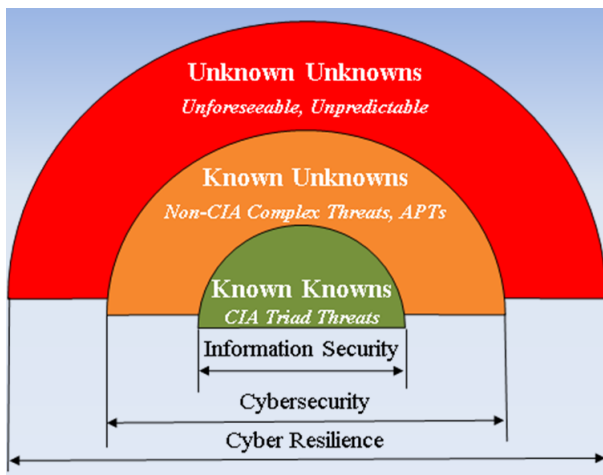 Unknown Unknowns
Unforeseeable, Unpredictable
Known Unknowns
Non-CIA Complex Threats, APTs
Known Knowns
CIA Triad Threats
Information Security
Cybersecurity
Cyber Resilience